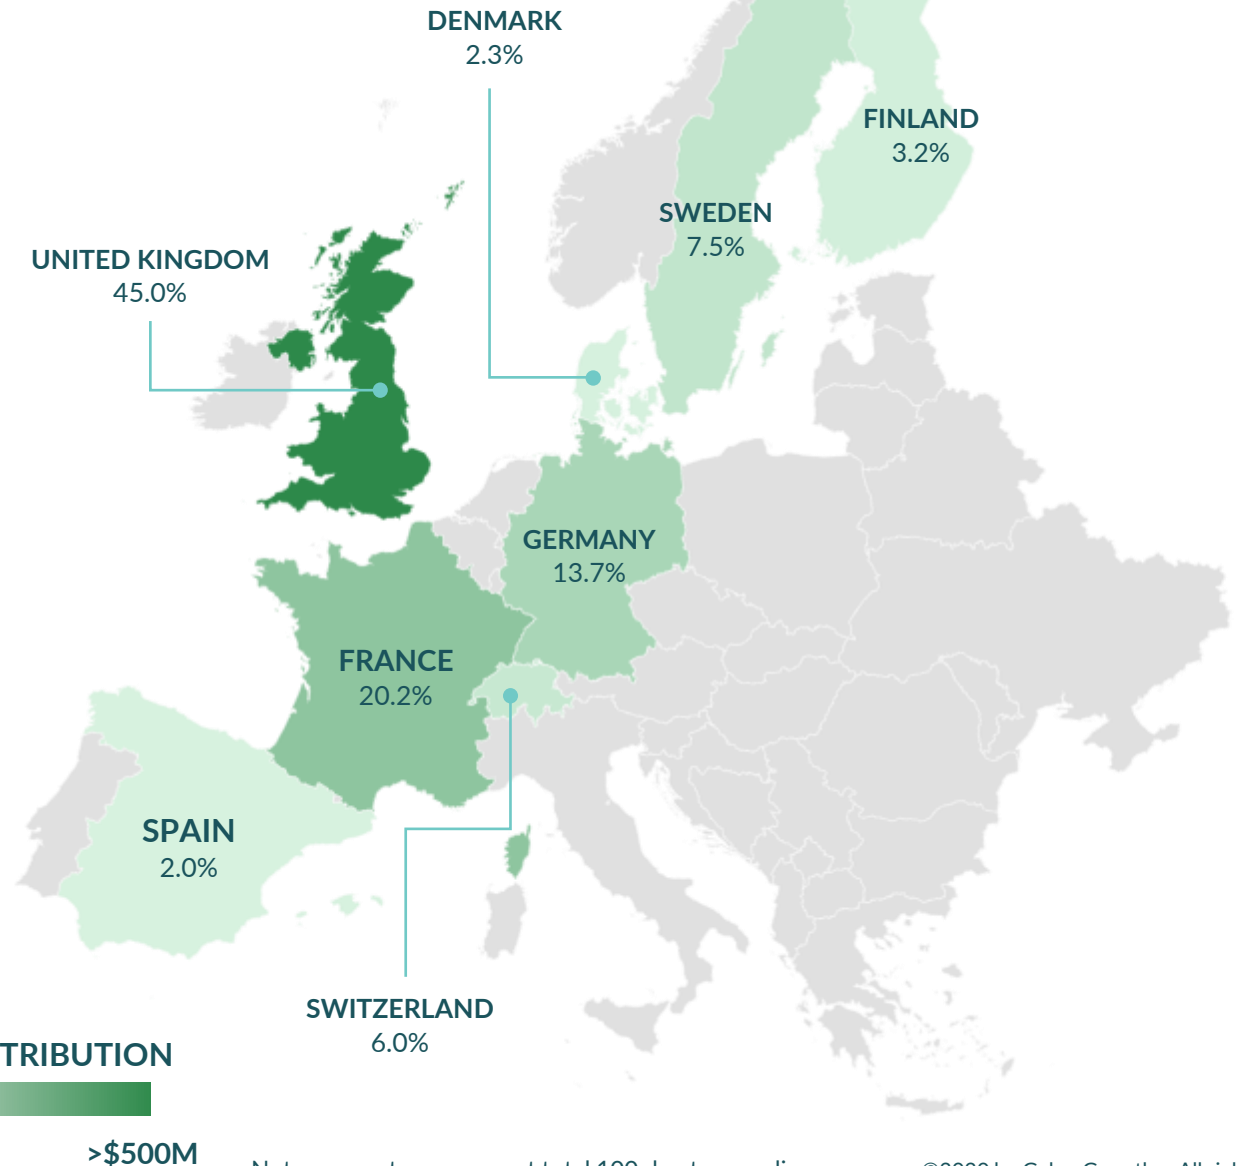 DENMARK
2.3%
FINLAND
3.2%
SWEDEN
7.5%
UNITED KINGDOM
45.0%
GERMANY
13.7%
FRANCE
20.2%
SPAIN
2.0%
SWITZERLAND
6.0%
TRIBUTION
>$500M